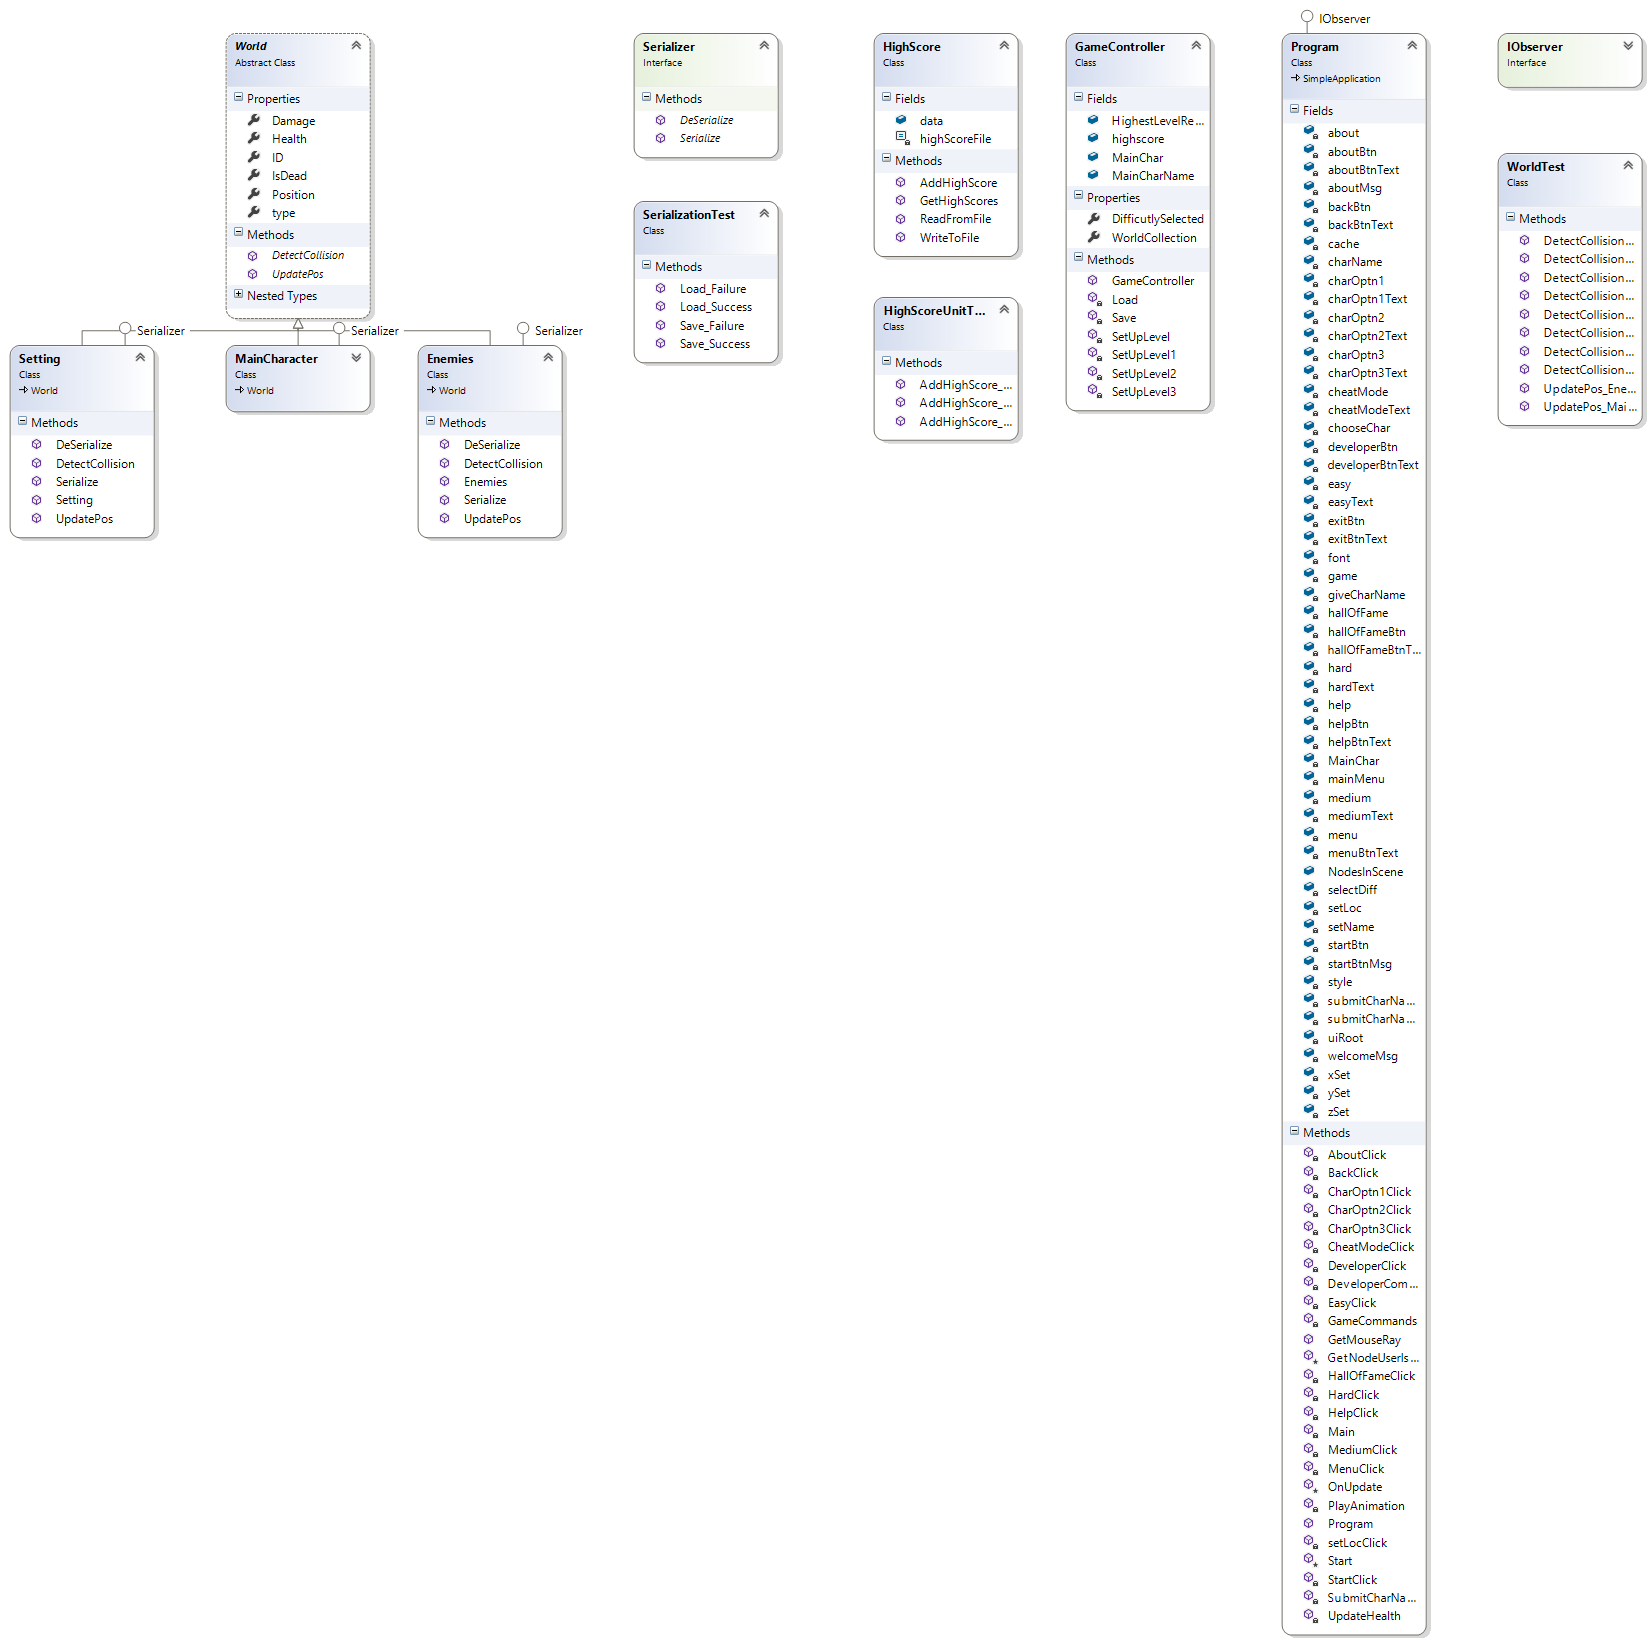 World
Abstract Class
Properties
Damage
Health
ID
IsDead
Position
type
Methods
DetectCollision
UpdatePos
Nested Types
Serializer
Setting
Class
World
Methods
DeSerialize
DetectCollision
Serialize
Setting
UpdatePos
Serializer
MainCharacter
Class
World
Serializer
Enemies
Class
World
Methods
DeSerialize
DetectCollision
Enemies
Serialize
UpdatePos
Serializer
Interface
Methods
DeSerialize
Serialize
SerializationTest
Class
Methods
Load_Failure
Load_Success
Save_Failure
Save_Success
HighScore
Class
Fields
data
highScoreFile
Methods
AddHighScore
GetHighScores
ReadFromFile
WriteToFile
HighScoreUnitT...
Class
Methods
AddHighScore_...
AddHighScore_...
AddHighScore_...
GameController
Class
Fields
HighestLevelRe...
highscore
MainChar
MainCharName
Properties
DifficutlySelected
WorldCollection
Methods
GameController
Load
Save
SetUpLevel
SetUpLevel1
SetUpLevel2
SetUpLevel3
IObserver
Program
Class
SimpleApplication
Fields
about
aboutBtn
aboutBtnText
aboutMsg
backBtn
backBtnText
cache
charName
charOptn1
charOptn1Text
charOptn2
charOptn2Text
charOptn3
charOptn3Text
cheatMode
cheatModeText
chooseChar
developerBtn
developerBtnText
easy
easyText
exitBtn
exitBtnText
font
game
giveCharName
hallOfFame
hallOfFameBtn
hallOfFameBtnT...
hard
hardText
help
helpBtn
helpBtnText
MainChar
mainMenu
medium
mediumText
menu
menuBtnText
NodesInScene
selectDiff
setLoc
setName
startBtn
startBtnMsg
style
submitCharNa...
submitCharNa...
uiRoot
welcomeMsg
xSet
ySet
zSet
Methods
AboutClick
BackClick
CharOptn1Click
CharOptn2Click
CharOptn3Click
CheatModeClick
DeveloperClick
DeveloperCom...
EasyClick
GameCommands
GetMouseRay
GetNodeUserIs...
HallOfFameClick
HardClick
HelpClick
Main
MediumClick
MenuClick
OnUpdate
PlayAnimation
Program
setLocClick
Start
StartClick
SubmitCharNa...
UpdateHealth
IObserver
Interface
WorldTest
Class
Methods
DetectCollision...
DetectCollision...
DetectCollision...
DetectCollision...
DetectCollision...
DetectCollision...
DetectCollision...
DetectCollision...
UpdatePos_Ene...
UpdatePos_Mai...